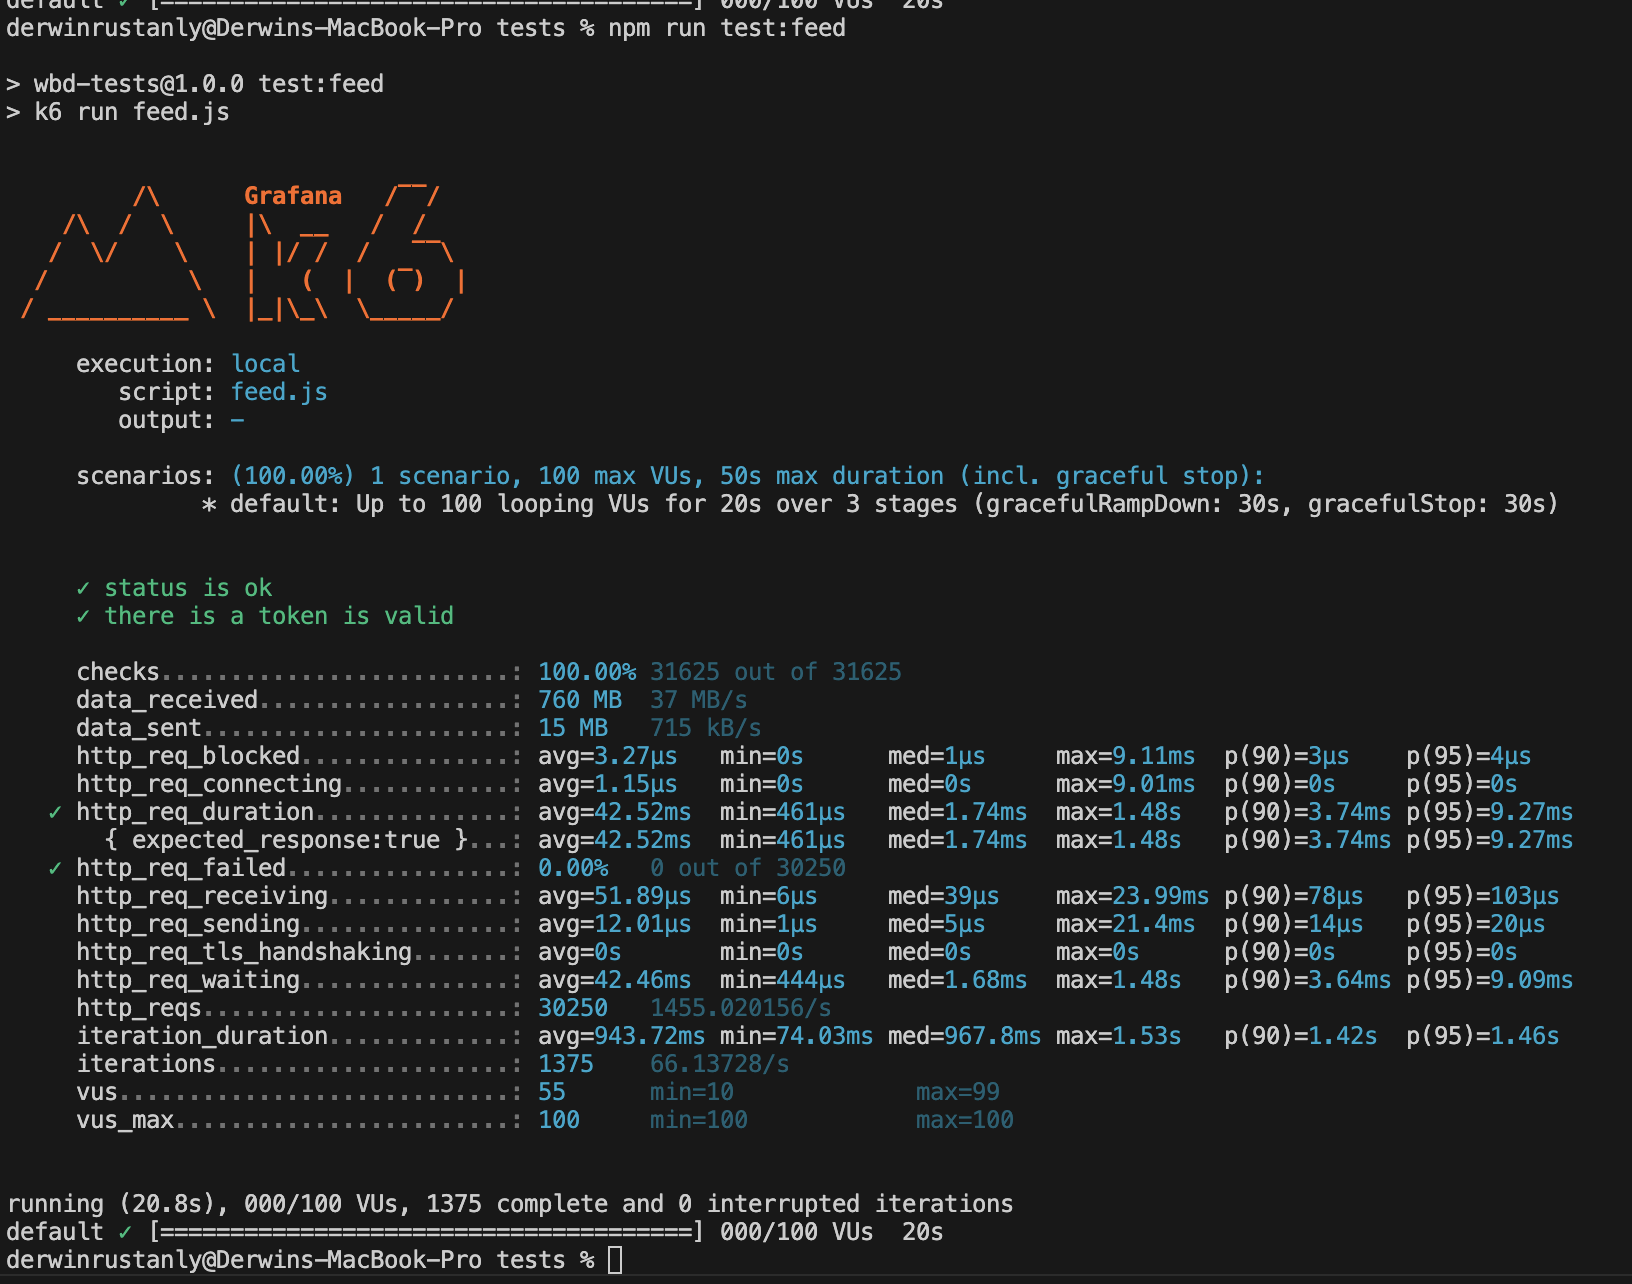 default ✓ [======================================] 000/100 VUs  20s
derwinrustanly@Derwins-MacBook-Pro tests % npm run test:feed
> wbd-tests@1.0.0 test:feed
> k6 run feed.js
         /\      Grafana   /‾‾/
    /\  /  \     |\  __   /  /
   /  \/    \    | |/ /  /   ‾‾\
  /          \   |   (  |  (‾)  |
 / __________ \  |_|\_\  \_____/
     execution: local
        script: feed.js
        output: -
     scenarios: (100.00%) 1 scenario, 100 max VUs, 50s max duration (incl. graceful stop):
              * default: Up to 100 looping VUs for 20s over 3 stages (gracefulRampDown: 30s, gracefulStop: 30s)
     ✓ status is ok
     ✓ there is a token is valid
     checks.........................: 100.00% 31625 out of 31625
     data_received..................: 760 MB  37 MB/s
     data_sent......................: 15 MB   715 kB/s
     http_req_blocked...............: avg=3.27µs   min=0s      med=1µs     max=9.11ms  p(90)=3µs    p(95)=4µs
     http_req_connecting............: avg=1.15µs   min=0s      med=0s      max=9.01ms  p(90)=0s     p(95)=0s
   ✓ http_req_duration..............: avg=42.52ms  min=461µs   med=1.74ms  max=1.48s   p(90)=3.74ms p(95)=9.27ms
       { expected_response:true }...: avg=42.52ms  min=461µs   med=1.74ms  max=1.48s   p(90)=3.74ms p(95)=9.27ms
   ✓ http_req_failed................: 0.00%   0 out of 30250
     http_req_receiving.............: avg=51.89µs  min=6µs     med=39µs    max=23.99ms p(90)=78µs   p(95)=103µs
     http_req_sending...............: avg=12.01µs  min=1µs     med=5µs     max=21.4ms  p(90)=14µs   p(95)=20µs
     http_req_tls_handshaking.......: avg=0s       min=0s      med=0s      max=0s      p(90)=0s     p(95)=0s
     http_req_waiting...............: avg=42.46ms  min=444µs   med=1.68ms  max=1.48s   p(90)=3.64ms p(95)=9.09ms
     http_reqs......................: 30250   1455.020156/s
     iteration_duration.............: avg=943.72ms min=74.03ms med=967.8ms max=1.53s   p(90)=1.42s  p(95)=1.46s
     iterations.....................: 1375    66.13728/s
     vus............................: 55      min=10             max=99
     vus_max........................: 100     min=100            max=100
running (20.8s), 000/100 VUs, 1375 complete and 0 interrupted iterations
default ✓ [======================================] 000/100 VUs  20s
derwinrustanly@Derwins-MacBook-Pro tests %